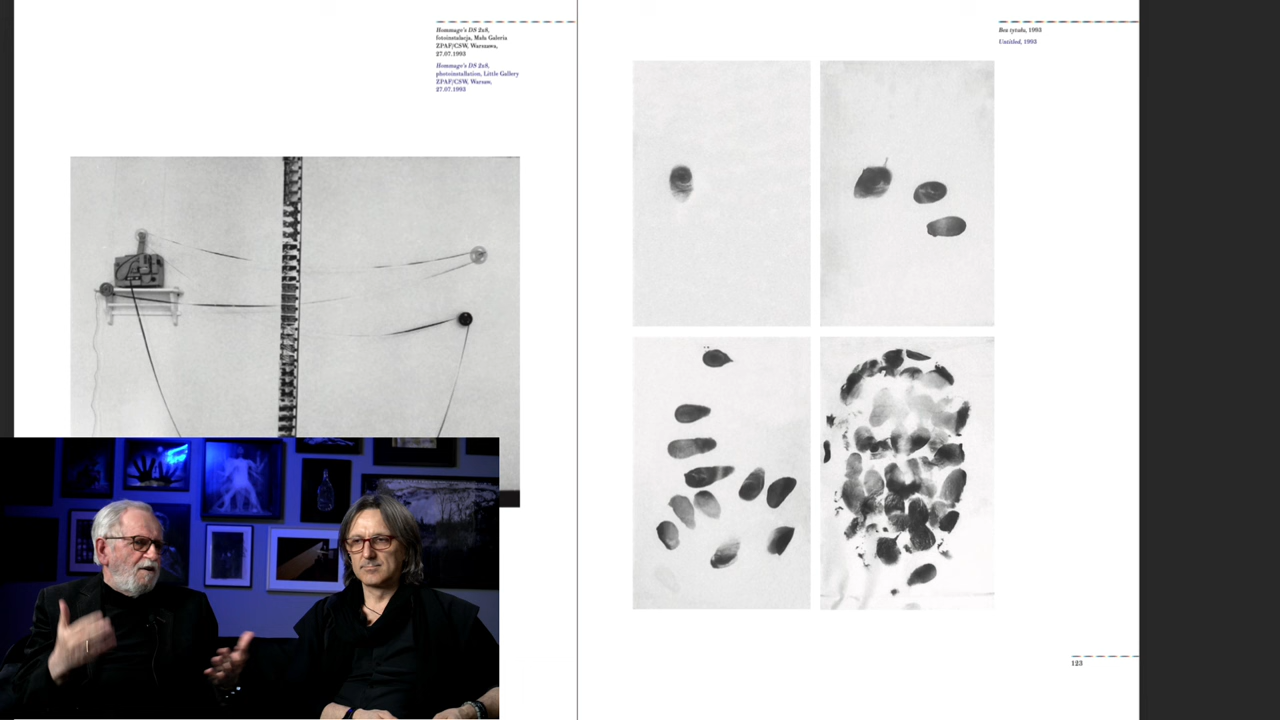 Hommage's DS 2x8,
fotoinstalacja, Mała Galeria
ZPAF/CSW, Warszawa,
27.07.1993
Hommage's DS 2x8,
photoinstallation, Little Gallery
ZPAF/CSW, Warsaw,
27.07.1993
Bez tytułu, 1993
Untitled, 1993
123